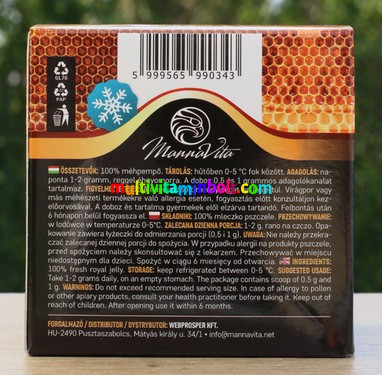 5 999565 990343
GL70
PAP
MannaVita
ÖSSZETEVŐK: 100% méhpempő. TÁROLÁS: hűtőben 0-5 °C fok között. ADAGOLÁS: na-
ponta 1-2 gramm, reggel éhgyomorra. A doboz 0,5 és 1 grammos adagolókanalat
tartalmaz. FIGYELMEZTETÉS: Virágpor vagy
multivitaminbolt.com
más méhészeti termékekre való allergia esetén, fogyasztás előtt konzultáljon kez-
előorvosával. A doboz és tartalma gyermekek elől elzárva tartandó. Felbontás után
6 hónapon belül fogyassza el. SKŁADNIKI: 100% mleczko pszczele. PRZECHOWYWANIE:
w lodówce w temperaturze 0-5°C. ZALECANA DZIENNA PORCJA: 1-2 g, rano na czczo. Opa-
kowanie zawiera łyżeczki do odmierzania porcji (0,5 i 1 g). UWAGA: Nie należy przekra-
czać zalecanej dziennej porcji do spożycia. W przypadku alergii na produkty pszczele,
przed spożyciem należy skonsultować się z lekarzem. Przechowywać w miejscu
niedostępnym dla dzieci. Spożyć w ciągu 6 miesięcy od otwarcia. INGREDIENTS:
100% fresh royal jelly. STORAGE: keep refrigerated between 0-5 °C. SUGGESTED USAGE:
Take 1-2 grams daily, on an empty stomach. The package contains scoop of 0.5 g and
1 g. WARNINGS: Do not exceed recommended serving size. In case of allergy to pollen
or other apiary products, consult your health practitioner before taking it. Keep out of
reach of children. After opening use it within 6 months.
FORGALMAZÓ / DISTRIBUTOR / DYSTRYBUTOR: WEBPROSPER KFT.
HU-2490 Pusztaszabolcs, Mátyás király u. 34/1 • info@mannavita.net